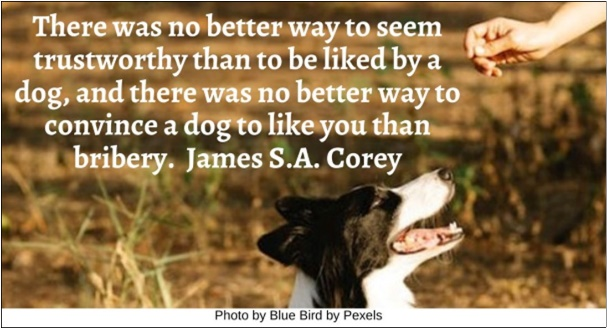 There was no better way to seem
trustworthy than to be liked by a
dog, and there was no better way to
convince a dog to like you than
bribery.  James S.A. Corey
Photo by Blue Bird by Pexels